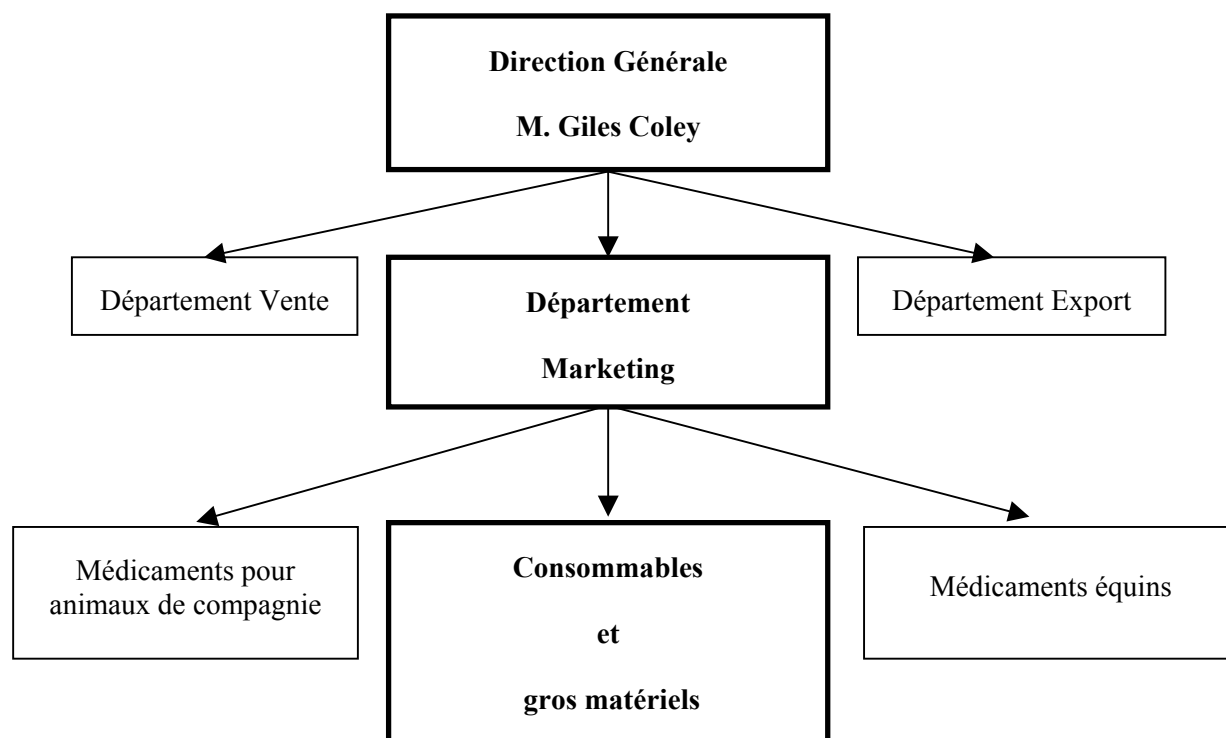 Direction Générale
M. Giles Coley
Département Vente
Département
Marketing
Département Export
Médicaments pour
animaux de compagnie
Consommables
et
gros matériels
Médicaments équins